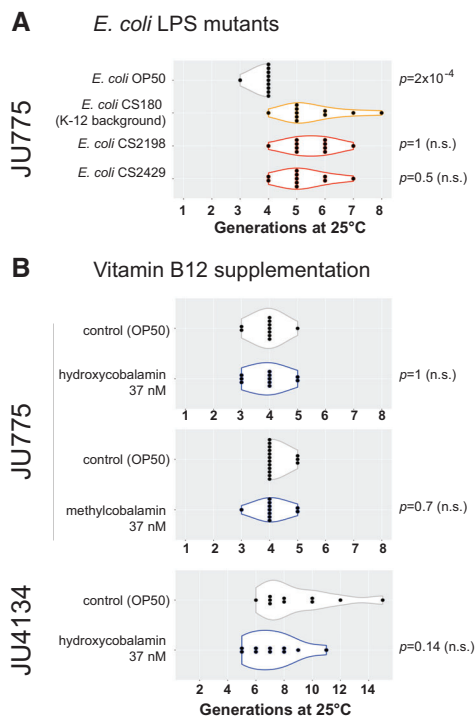 A E. coli LPS mutants
JU775
E. coli OP50
p=2x10⁻⁴
E. coli CS180
(K-12 background)
E. coli CS2198
p=1 (n.s.)
E. coli CS2429
p=0.5 (n.s.)
1 2 3 4 5 6 7 8
Generations at 25°C
B Vitamin B12 supplementation
JU775
control (OP50)
hydroxycobalamin
37 nM
p=1 (n.s.)
1 2 3 4 5 6 7 8
control (OP50)
methylcobalamin
37 nM
p=0.7 (n.s.)
1 2 3 4 5 6 7 8
JU4134
control (OP50)
hydroxycobalamin
37 nM
p=0.14 (n.s.)
2 4 6 8 10 12 14
Generations at 25°C